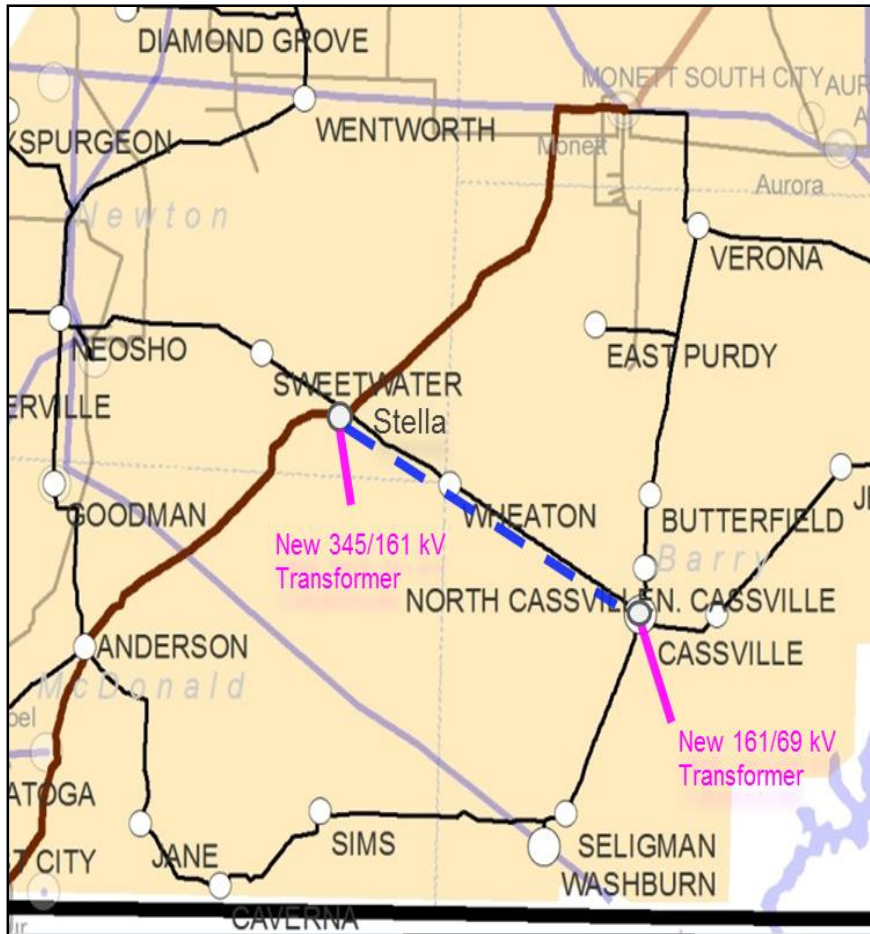 DIAMOND GROVE
MONETT SOUTH CITY
AUR
A
SPURGEON
WENTWORTH
Monett
Aurora
Newton
VERONA
NEOSHO
EAST PURDY
SWEETWATER
ERVILLE
Stella
GOODMAN
WHEATON
BUTTERFIELD
New 345/161 kV
Transformer
Barry
NORTH CASSVILLE
N. CASSVILLE
ANDERSON
CASSVILLE
McDonald
New 161/69 kV
Transformer
ATOGA
JANE
SIMS
SELIGMAN
WASHBURN
CITY
CAVERNA